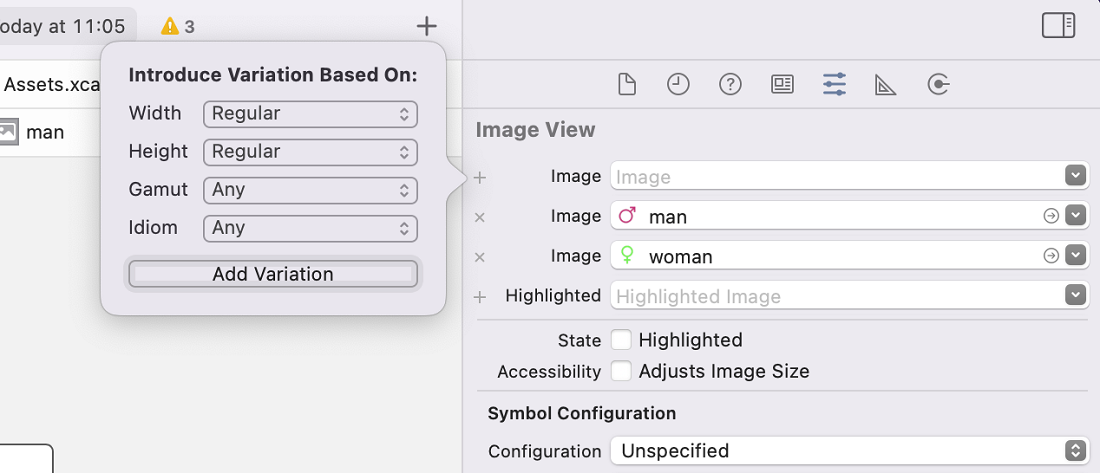 oday at 11:05
3
Assets.xca
man
Introduce Variation Based On:
Width Regular
Height Regular
Gamut Any
Idiom Any
Add Variation
Image View
Image Image
Image man
Image woman
Highlighted Highlighted Image
State Highlighted
Accessibility Adjusts Image Size
Symbol Configuration
Configuration Unspecified